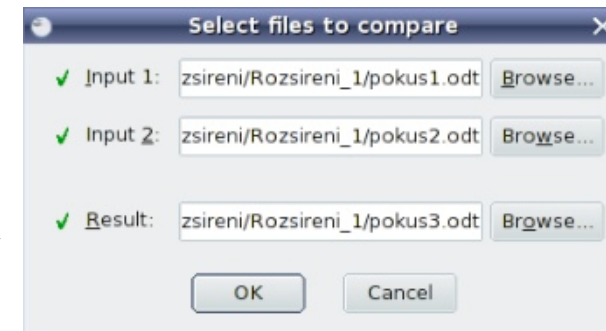 Select files to compare
Input 1: zsireni/Rozsireni_1/pokus1.odt Browse...
Input 2: zsireni/Rozsireni_1/pokus2.odt Browse...
Result: zsireni/Rozsireni_1/pokus3.odt Browse...
OK Cancel